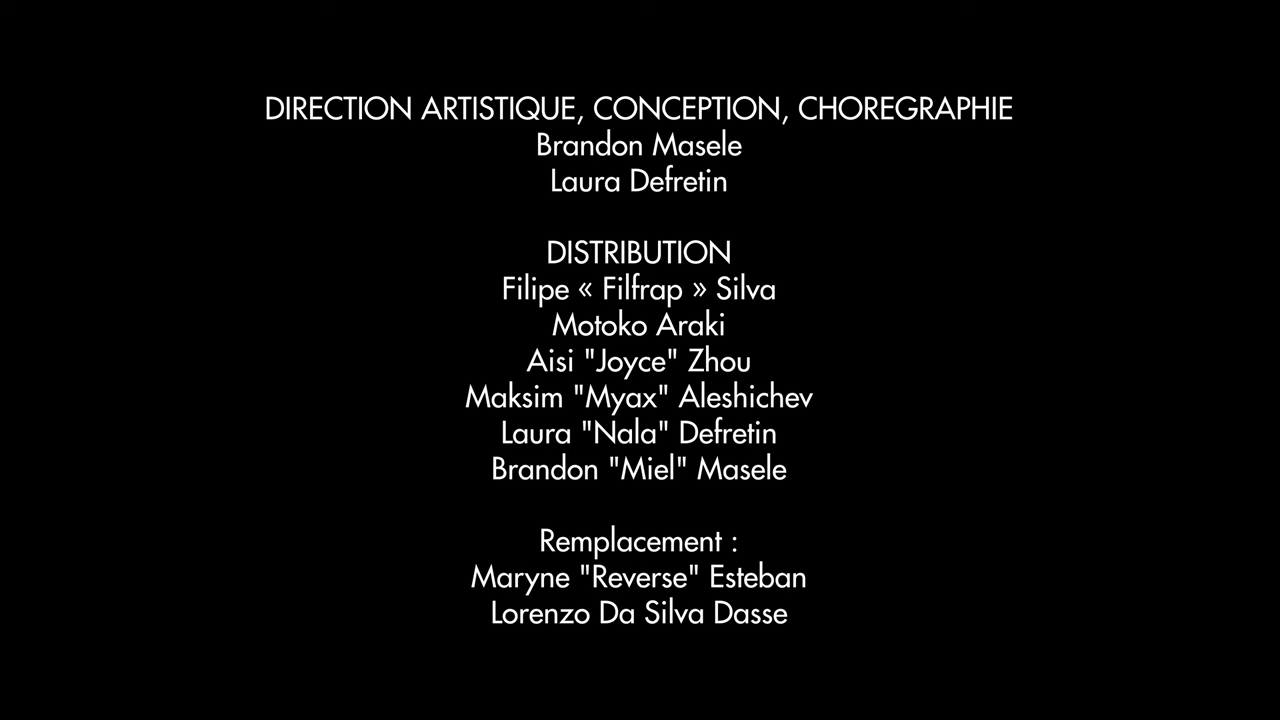 DIRECTION ARTISTIQUE, CONCEPTION, CHOREGRAPHIE
Brandon Masele
Laura Defretin
DISTRIBUTION
Filipe « Filfrap » Silva
Motoko Araki
Aisi "Joyce" Zhou
Maksim "Myax" Aleshichev
Laura "Nala" Defretin
Brandon "Miel" Masele
Remplacement :
Maryne "Reverse" Esteban
Lorenzo Da Silva Dasse